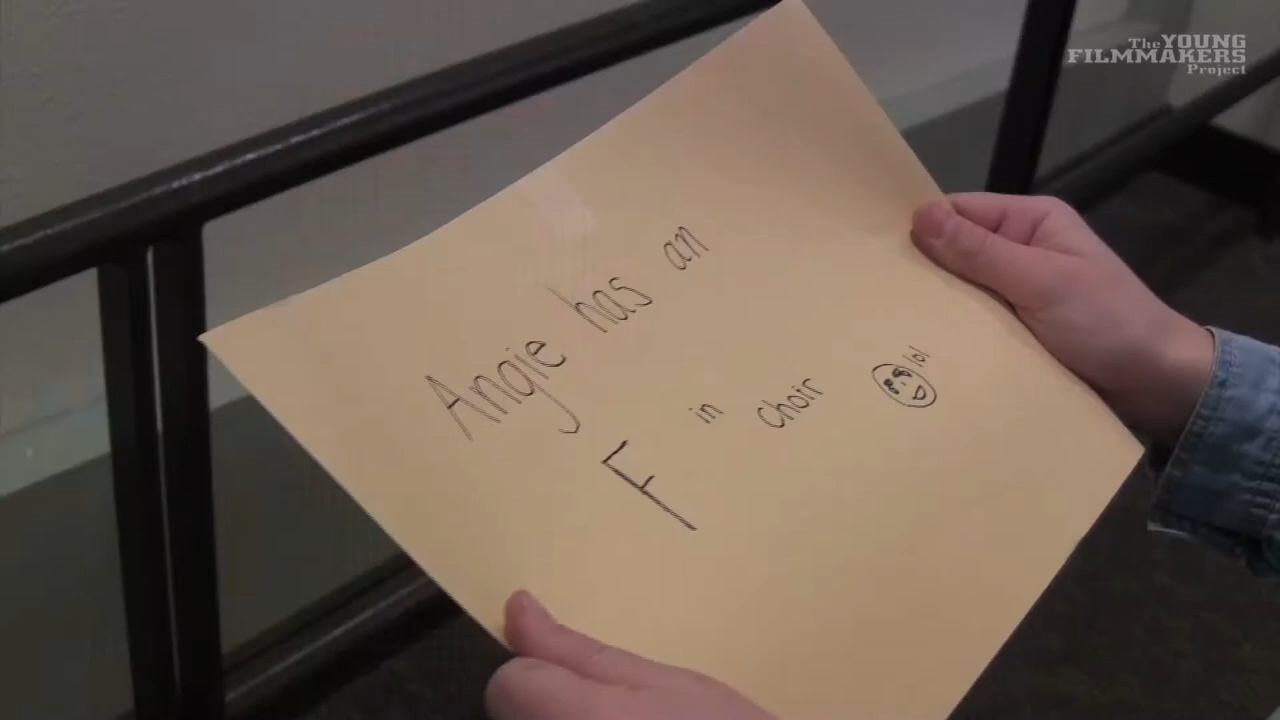 The YOUNG
FILMMAKERS
Project
Angie has an
F in choir lol